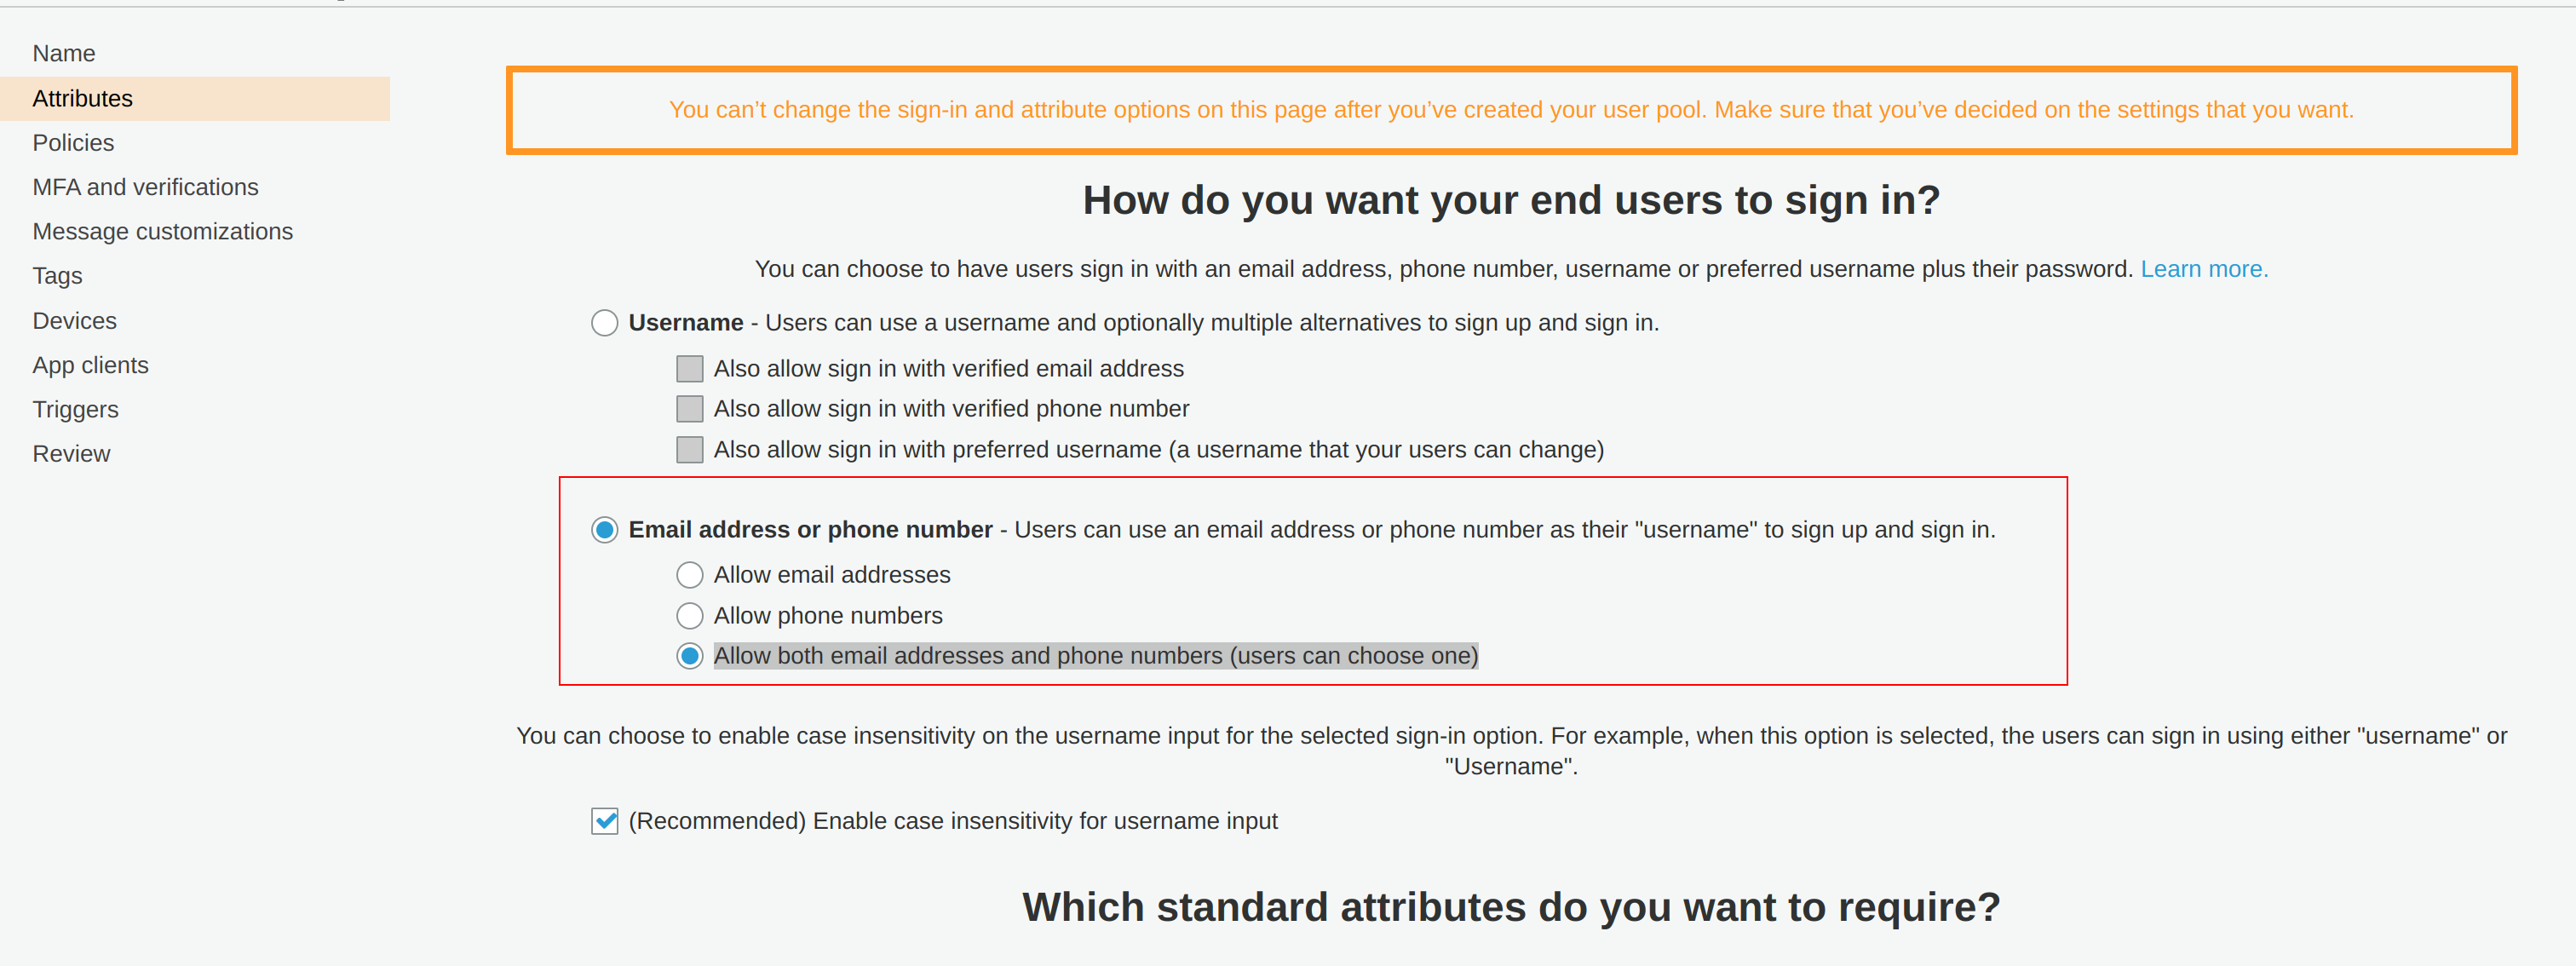 Name
Attributes
Policies
MFA and verifications
Message customizations
Tags
Devices
App clients
Triggers
Review
You can’t change the sign-in and attribute options on this page after you’ve created your user pool. Make sure that you’ve decided on the settings that you want.
How do you want your end users to sign in?
You can choose to have users sign in with an email address, phone number, username or preferred username plus their password. Learn more.
Username - Users can use a username and optionally multiple alternatives to sign up and sign in.
Also allow sign in with verified email address
Also allow sign in with verified phone number
Also allow sign in with preferred username (a username that your users can change)
Email address or phone number - Users can use an email address or phone number as their "username" to sign up and sign in.
Allow email addresses
Allow phone numbers
Allow both email addresses and phone numbers (users can choose one)
You can choose to enable case insensitivity on the username input for the selected sign-in option. For example, when this option is selected, the users can sign in using either "username" or
"Username".
(Recommended) Enable case insensitivity for username input
Which standard attributes do you want to require?